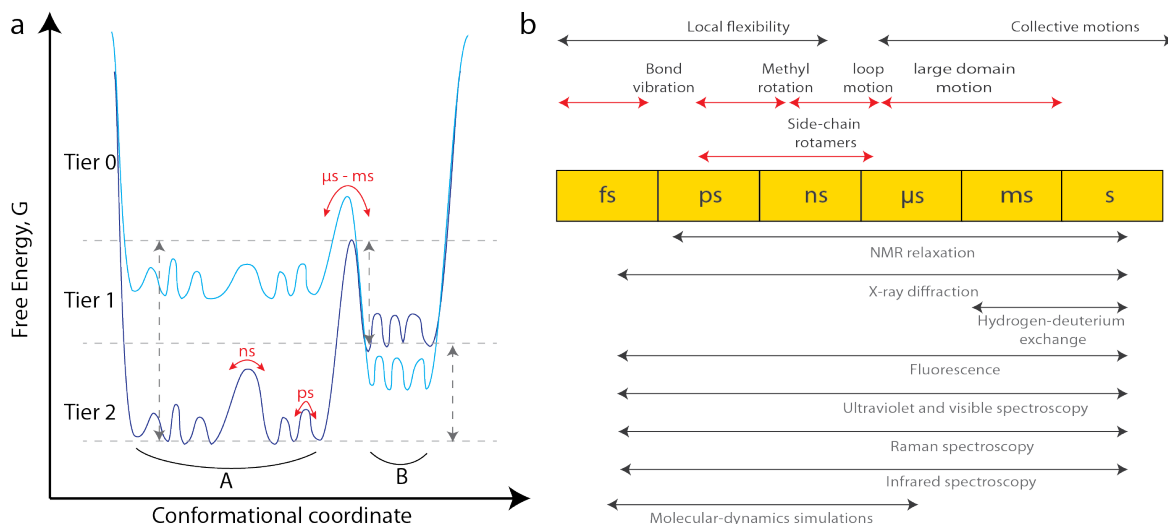 a
Free Energy, G
Tier 0
Tier 1
Tier 2
µs - ms
ns
ps
A
B
Conformational coordinate
b
Local flexibility
Collective motions
Bond
vibration
Methyl
rotation
loop
motion
large domain
motion
Side-chain
rotamers
fs
ps
ns
µs
ms
s
NMR relaxation
X-ray diffraction
Hydrogen-deuterium
exchange
Fluorescence
Ultraviolet and visible spectroscopy
Raman spectroscopy
Infrared spectroscopy
Molecular-dynamics simulations